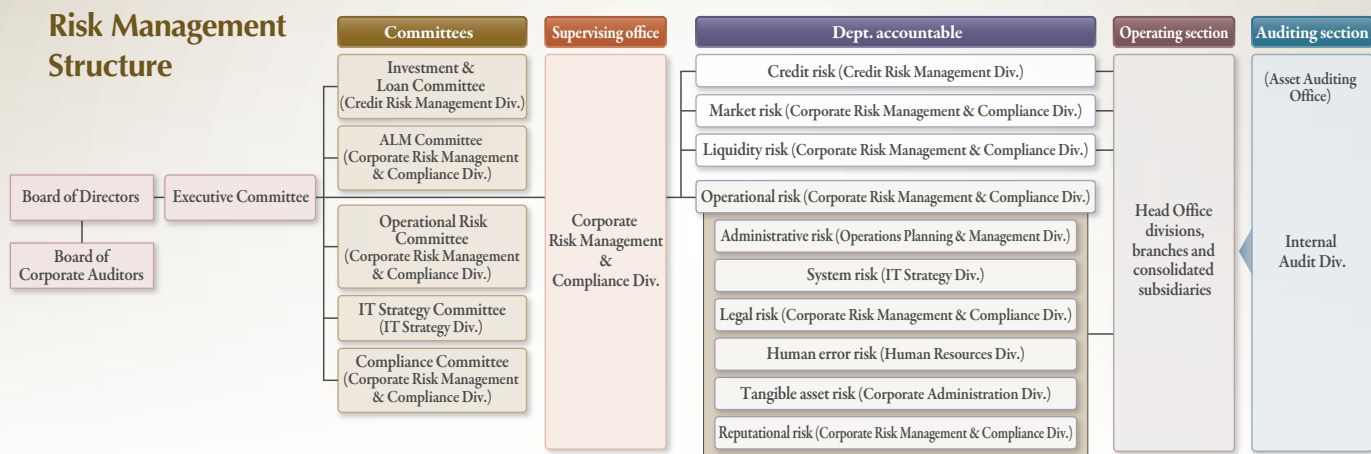 Risk Management
Structure
Committees
Supervising office
Dept. accountable
Operating section
Auditing section
Board of Directors
Board of
Corporate Auditors
Executive Committee
Investment &
Loan Committee
(Credit Risk Management Div.)
ALM Committee
(Corporate Risk Management
& Compliance Div.)
Operational Risk
Committee
(Corporate Risk Management
& Compliance Div.)
IT Strategy Committee
(IT Strategy Div.)
Compliance Committee
(Corporate Risk Management
& Compliance Div.)
Corporate
Risk Management
&
Compliance Div.
Credit risk (Credit Risk Management Div.)
Market risk (Corporate Risk Management & Compliance Div.)
Liquidity risk (Corporate Risk Management & Compliance Div.)
Operational risk (Corporate Risk Management & Compliance Div.)
Administrative risk (Operations Planning & Management Div.)
System risk (IT Strategy Div.)
Legal risk (Corporate Risk Management & Compliance Div.)
Human error risk (Human Resources Div.)
Tangible asset risk (Corporate Administration Div.)
Reputational risk (Corporate Risk Management & Compliance Div.)
Head Office
divisions,
branches and
consolidated
subsidiaries
(Asset Auditing
Office)
Internal
Audit Div.